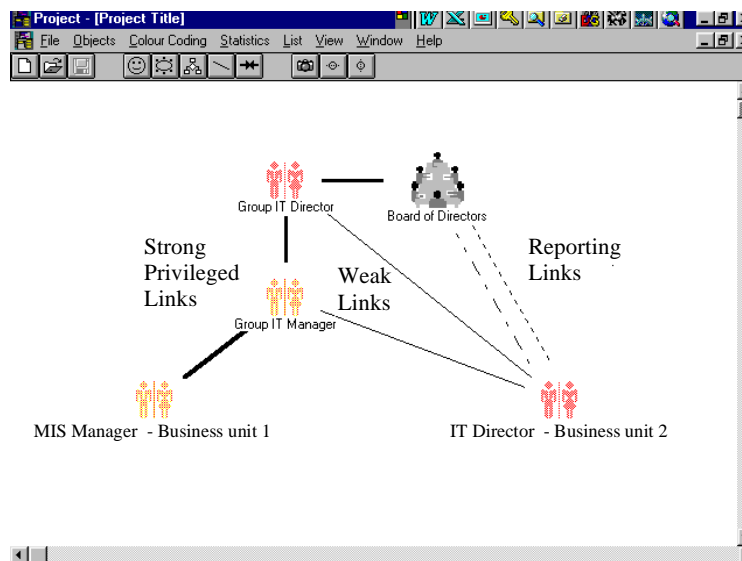 Project - [Project Title]
File Objects Colour Coding Statistics List View Window Help
Group IT Director
Board of Directors
Strong
Privileged
Links
Weak
Links
Reporting
Links
Group IT Manager
MIS Manager - Business unit 1
IT Director - Business unit 2